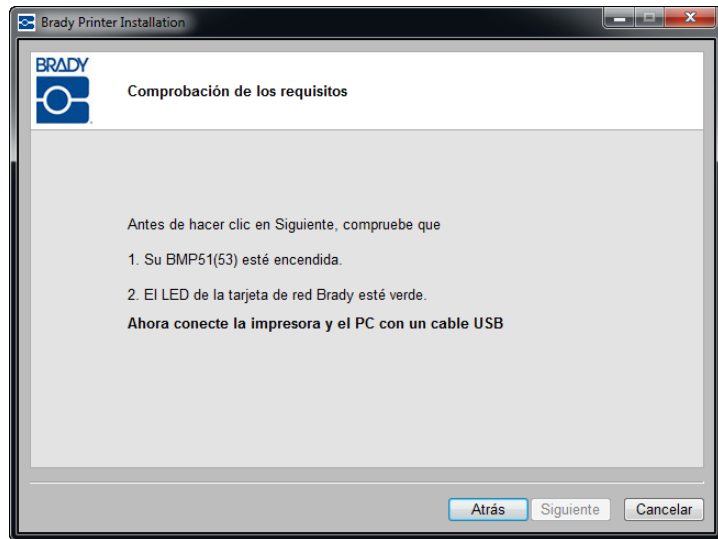 Brady Printer Installation
BRADY
Comprobación de los requisitos
Antes de hacer clic en Siguiente, compruebe que
1. Su BMP51(53) esté encendida.
2. El LED de la tarjeta de red Brady esté verde.
Ahora conecte la impresora y el PC con un cable USB
Atrás Siguiente Cancelar